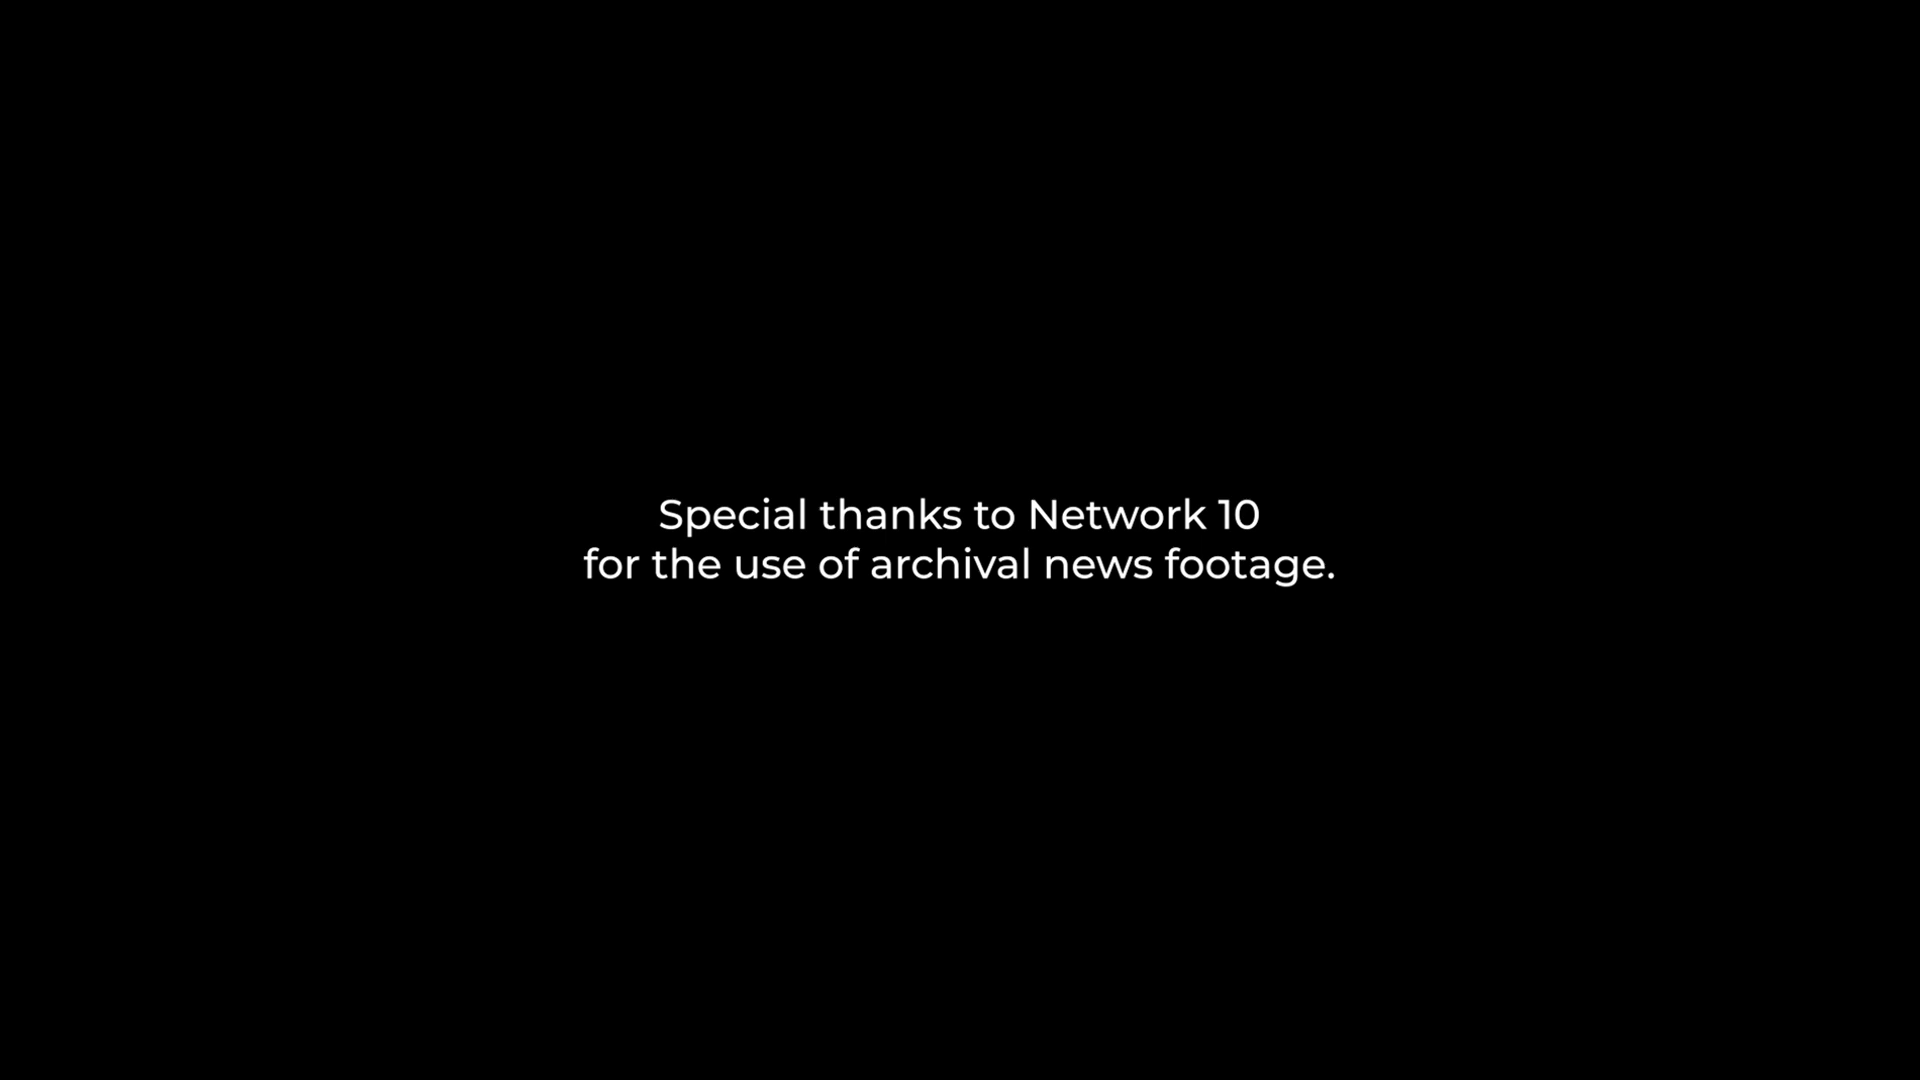 Special thanks to Network 10
for the use of archival news footage.